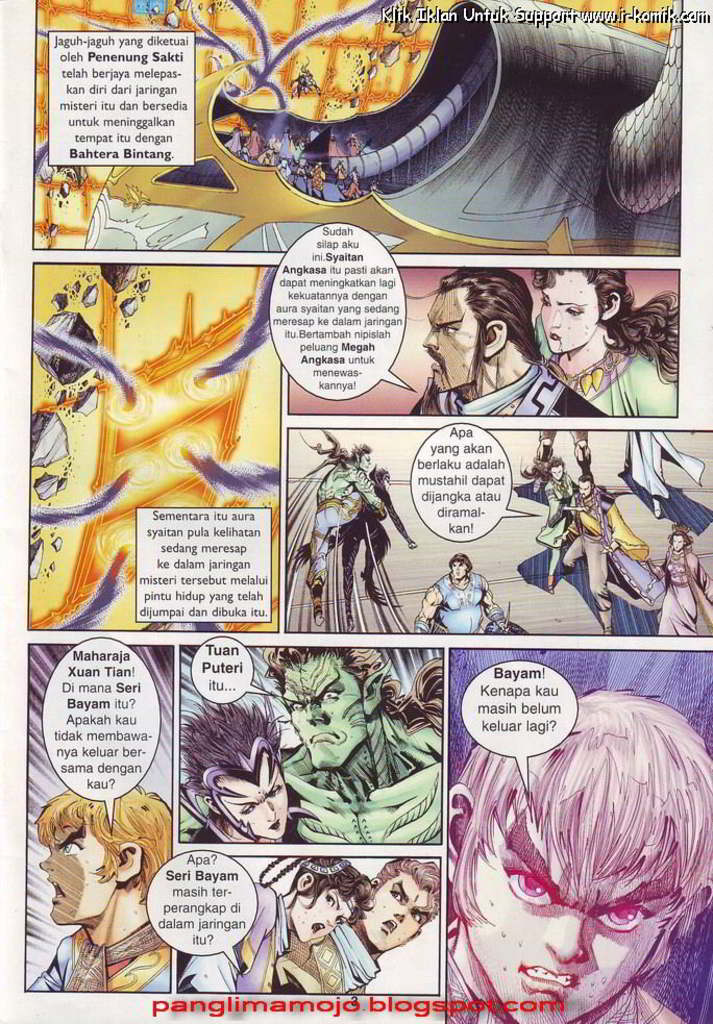 Klik Iklan Untuk Support www.i-komik.com
Jaguh-jaguh yang diketuai
oleh Penenung Sakti
telah berjaya melepas-
kan diri dari jaringan
misteri itu dan bersedia
untuk meninggalkan
tempat itu dengan
Bahtera Bintang.
Sudah
silap aku
ini.Syaitan
Angkasa itu pasti akan
dapat meningkatkan lagi
kekuatannya dengan
aura syaitan yang sedang
meresap ke dalam jaringan
itu.Bertambah nipislah
peluang Megah
Angkasa untuk
menewas-
kannya!
Apa
yang akan
berlaku adalah
mustahil dapat
dijangka atau
diramal-
kan!
Sementara itu aura
syaitan pula kelihatan
sedang meresap
ke dalam jaringan
misteri tersebut melalui
pintu hidup yang telah
dijumpai dan dibuka itu.
Maharaja
Xuan Tian!
Di mana Seri
Bayam itu?
Apakah kau
tidak membawa-
nya keluar ber-
sama dengan
kau?
Tuan
Puteri
itu...
Bayam!
Kenapa kau
masih belum
keluar lagi?
Apa?
Seri Bayam
masih ter-
perangkap di
dalam jaringan
itu?
3
panglimamojo.blogspot.com